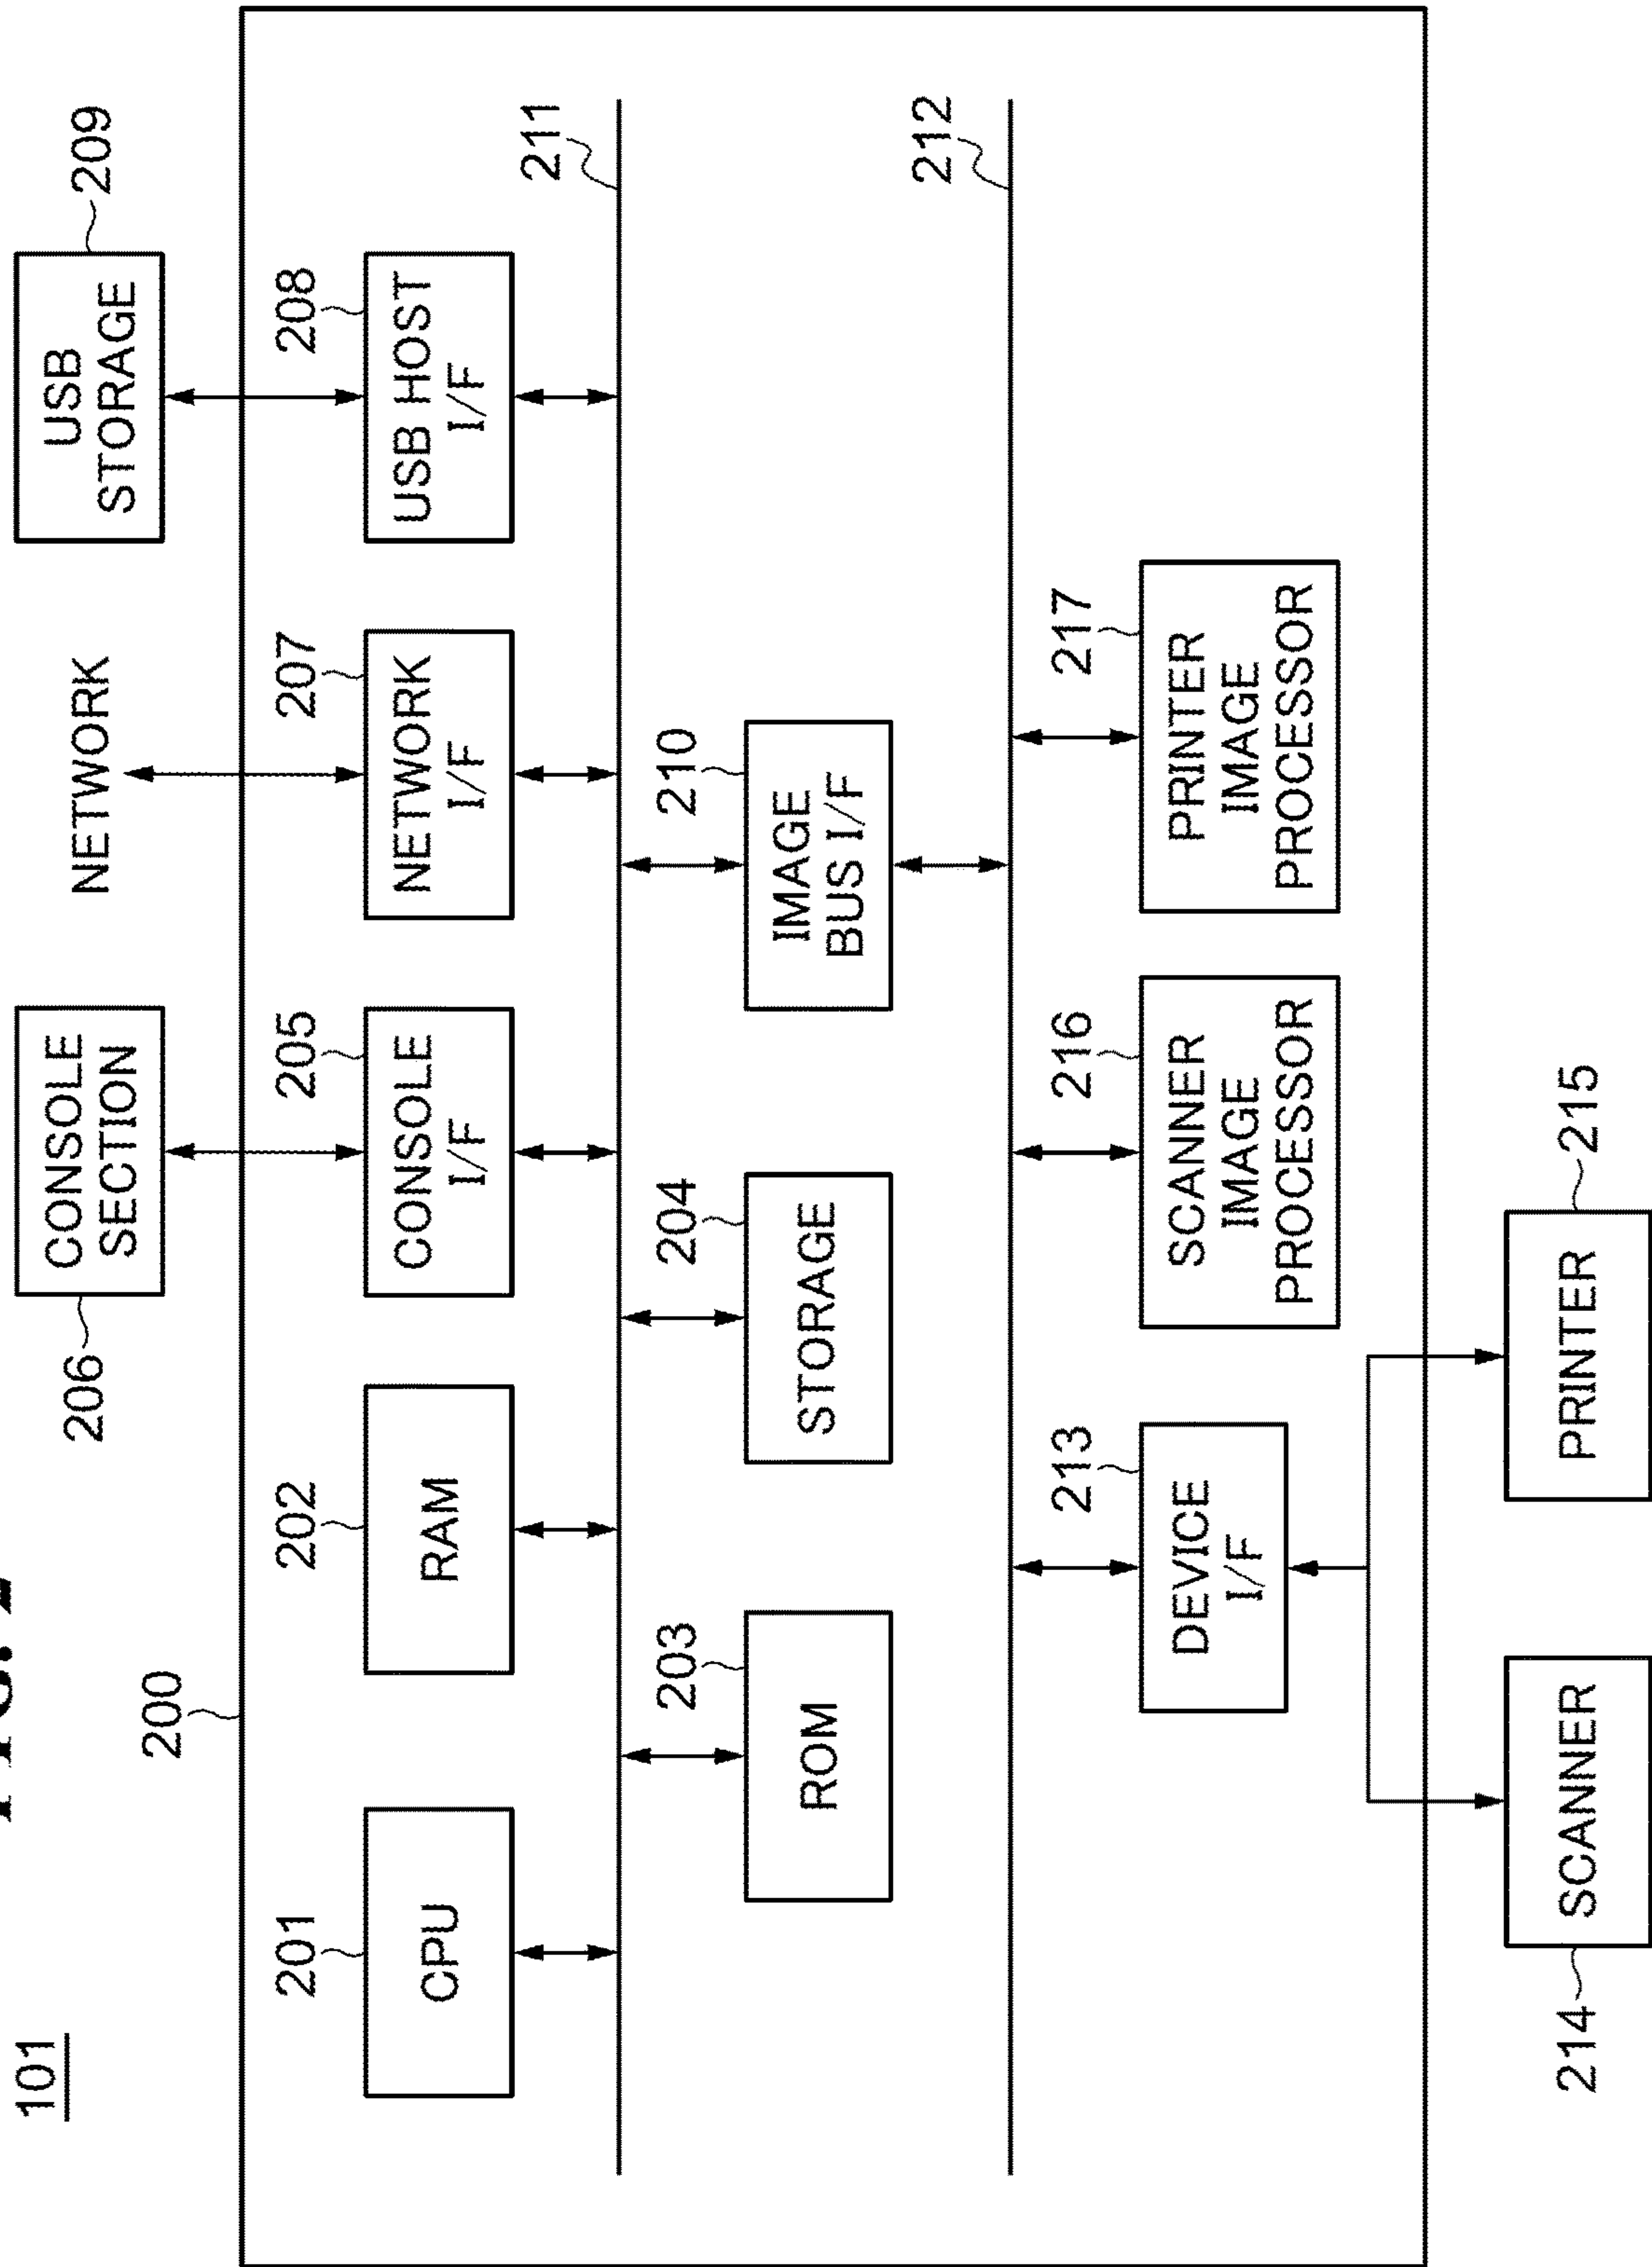 101
200
206
CONSOLE
SECTION
NETWORK
USB
STORAGE
209
201
CPU
202
RAM
205
CONSOLE
I/F
207
NETWORK
I/F
208
USB HOST
I/F
211
203
ROM
204
STORAGE
210
IMAGE
BUS I/F
212
213
DEVICE
I/F
216
SCANNER
IMAGE
PROCESSOR
217
PRINTER
IMAGE
PROCESSOR
214
SCANNER
PRINTER
215